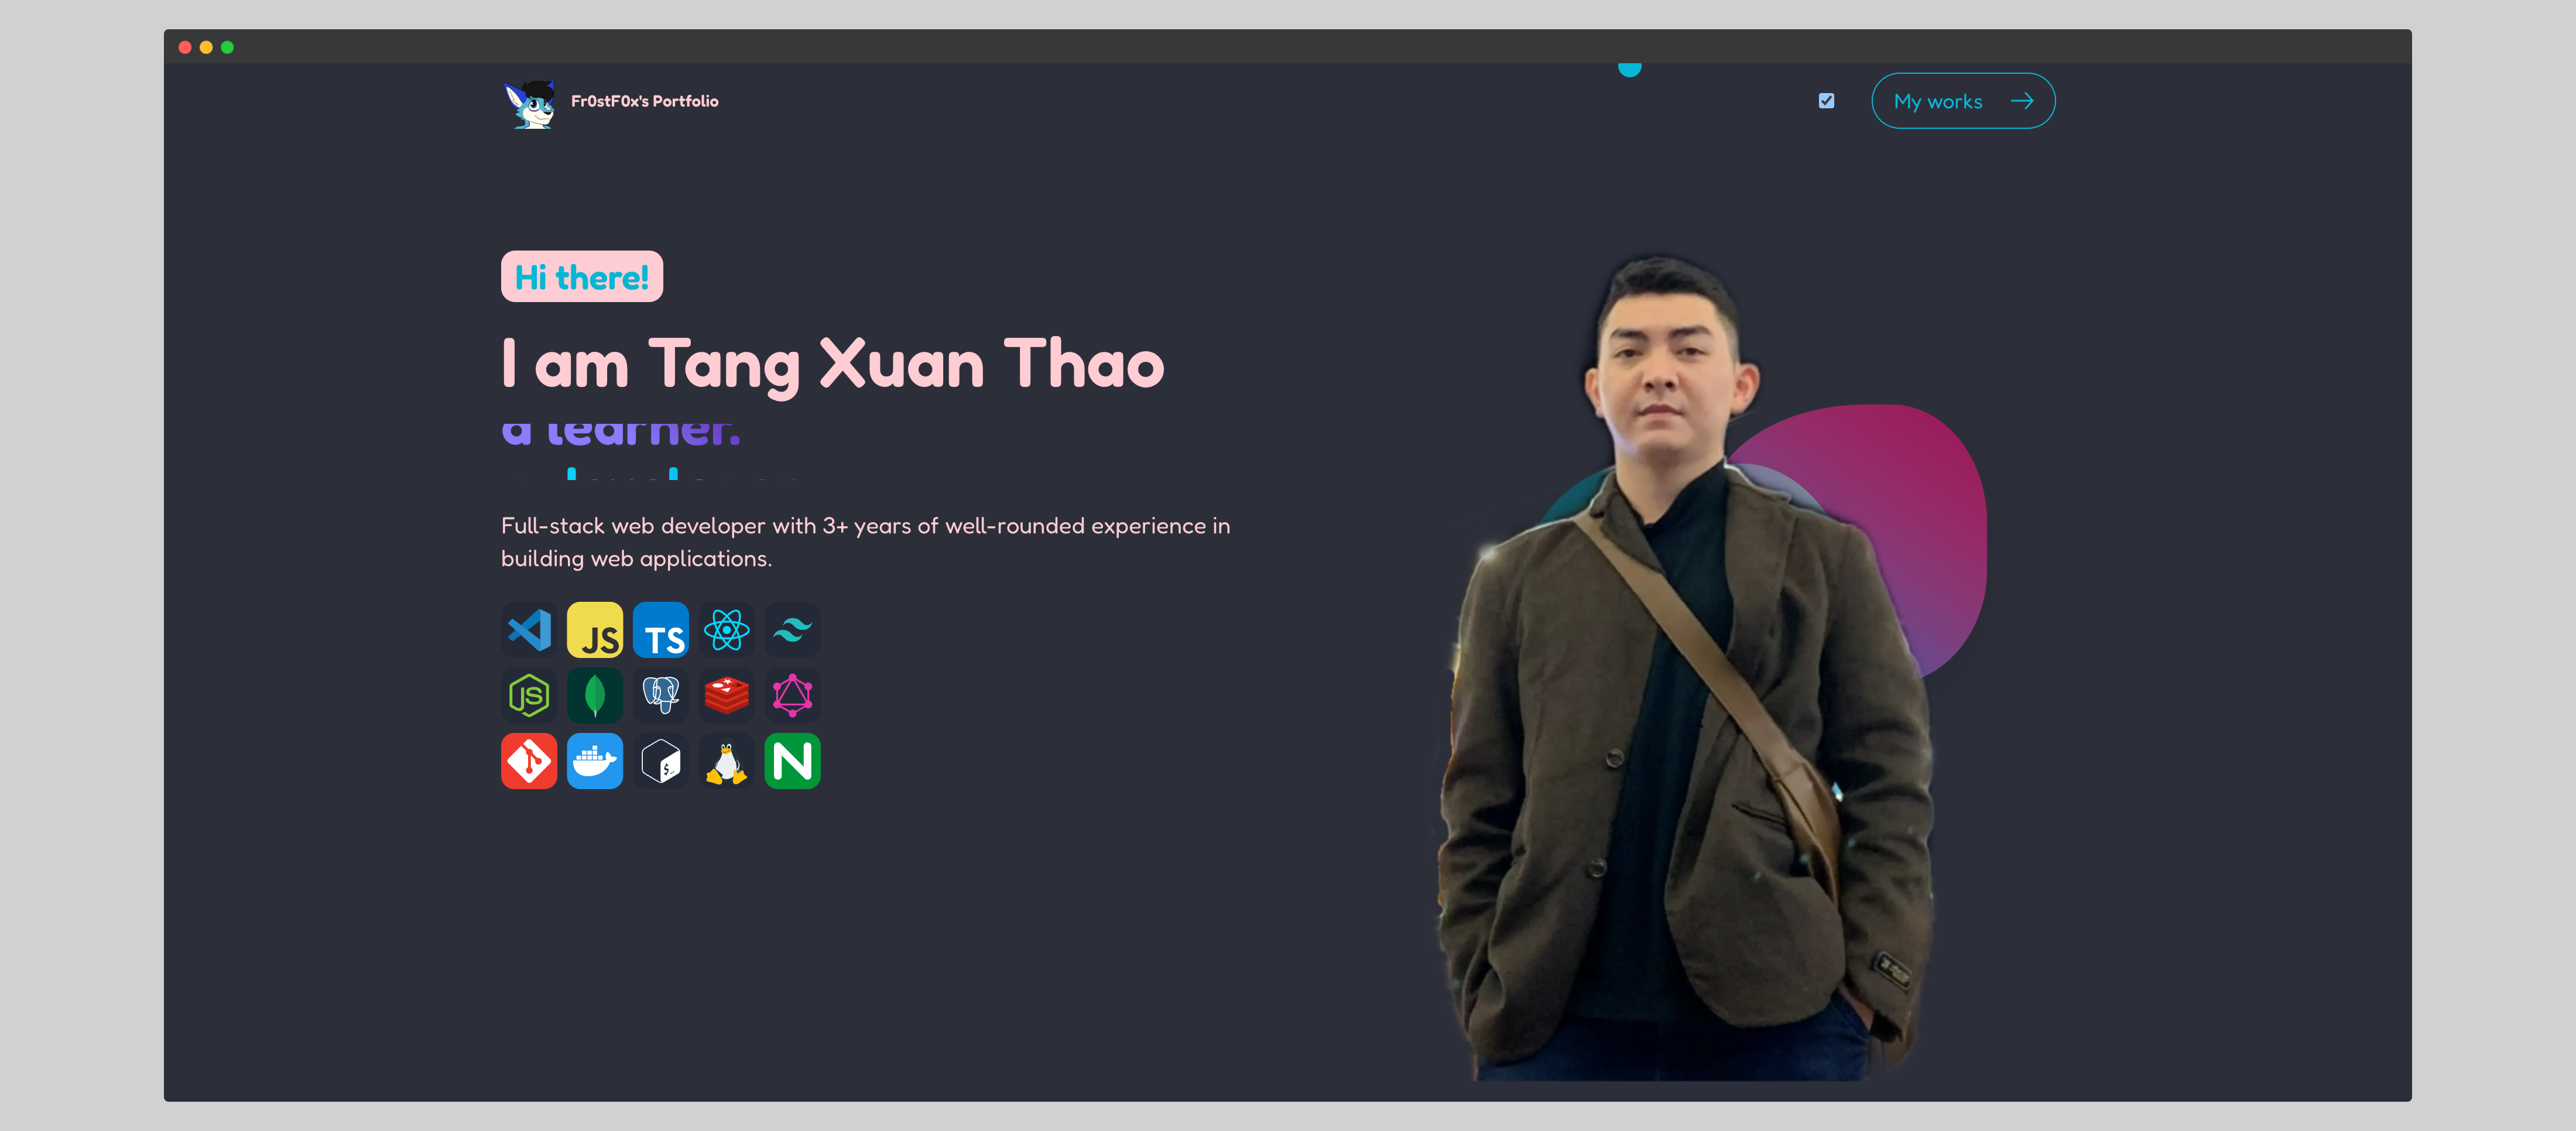 Fr0stF0x's Portfolio
My works
Hi there!
I am Tang Xuan Thao
a learner.
Full-stack web developer with 3+ years of well-rounded experience in
building web applications.
JS
TS
JS
$
N